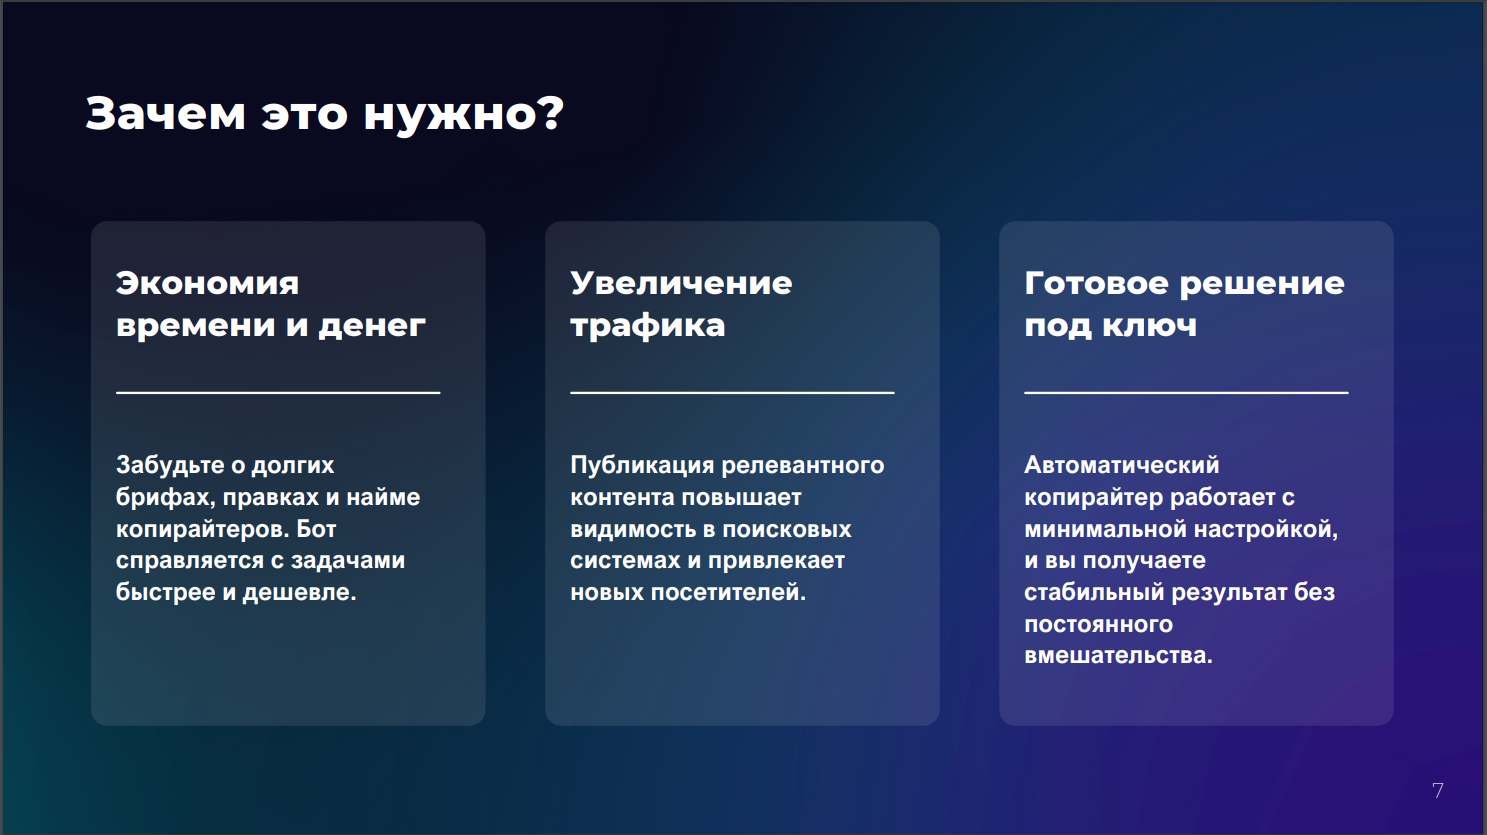 Зачем это нужно?
Экономия
времени и денег
Забудьте о долгих
брифах, правках и найме
копирайтеров. Бот
справляется с задачами
быстрее и дешевле.
Увеличение
трафика
Публикация релевантного
контента повышает
видимость в поисковых
системах и привлекает
новых посетителей.
Готовое решение
под ключ
Автоматический
копирайтер работает с
минимальной настройкой,
и вы получаете
стабильный результат без
постоянного
вмешательства.
7